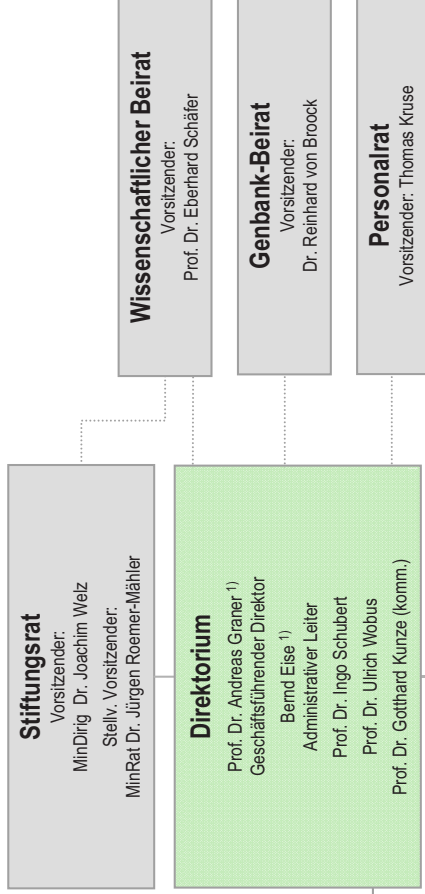 Stiftungsrat
Vorsitzender:
MinDirig Dr. Joachim Welz
Stellv. Vorsitzender:
MinRat Dr. Jürgen Roemer-Mähler
Direktorium
Prof. Dr. Andreas Graner 1)
Geschäftsführender Direktor
Bernd Eise 1)
Administrativer Leiter
Prof. Dr. Ingo Schubert
Prof. Dr. Ulrich Wobus
Prof. Dr. Gotthard Kunze (komm.)
Wissenschaftlicher Beirat
Vorsitzender:
Prof. Dr. Eberhard Schäfer
Genbank-Beirat
Vorsitzender:
Dr. Reinhard von Broock
Personalrat
Vorsitzender: Thomas Kruse